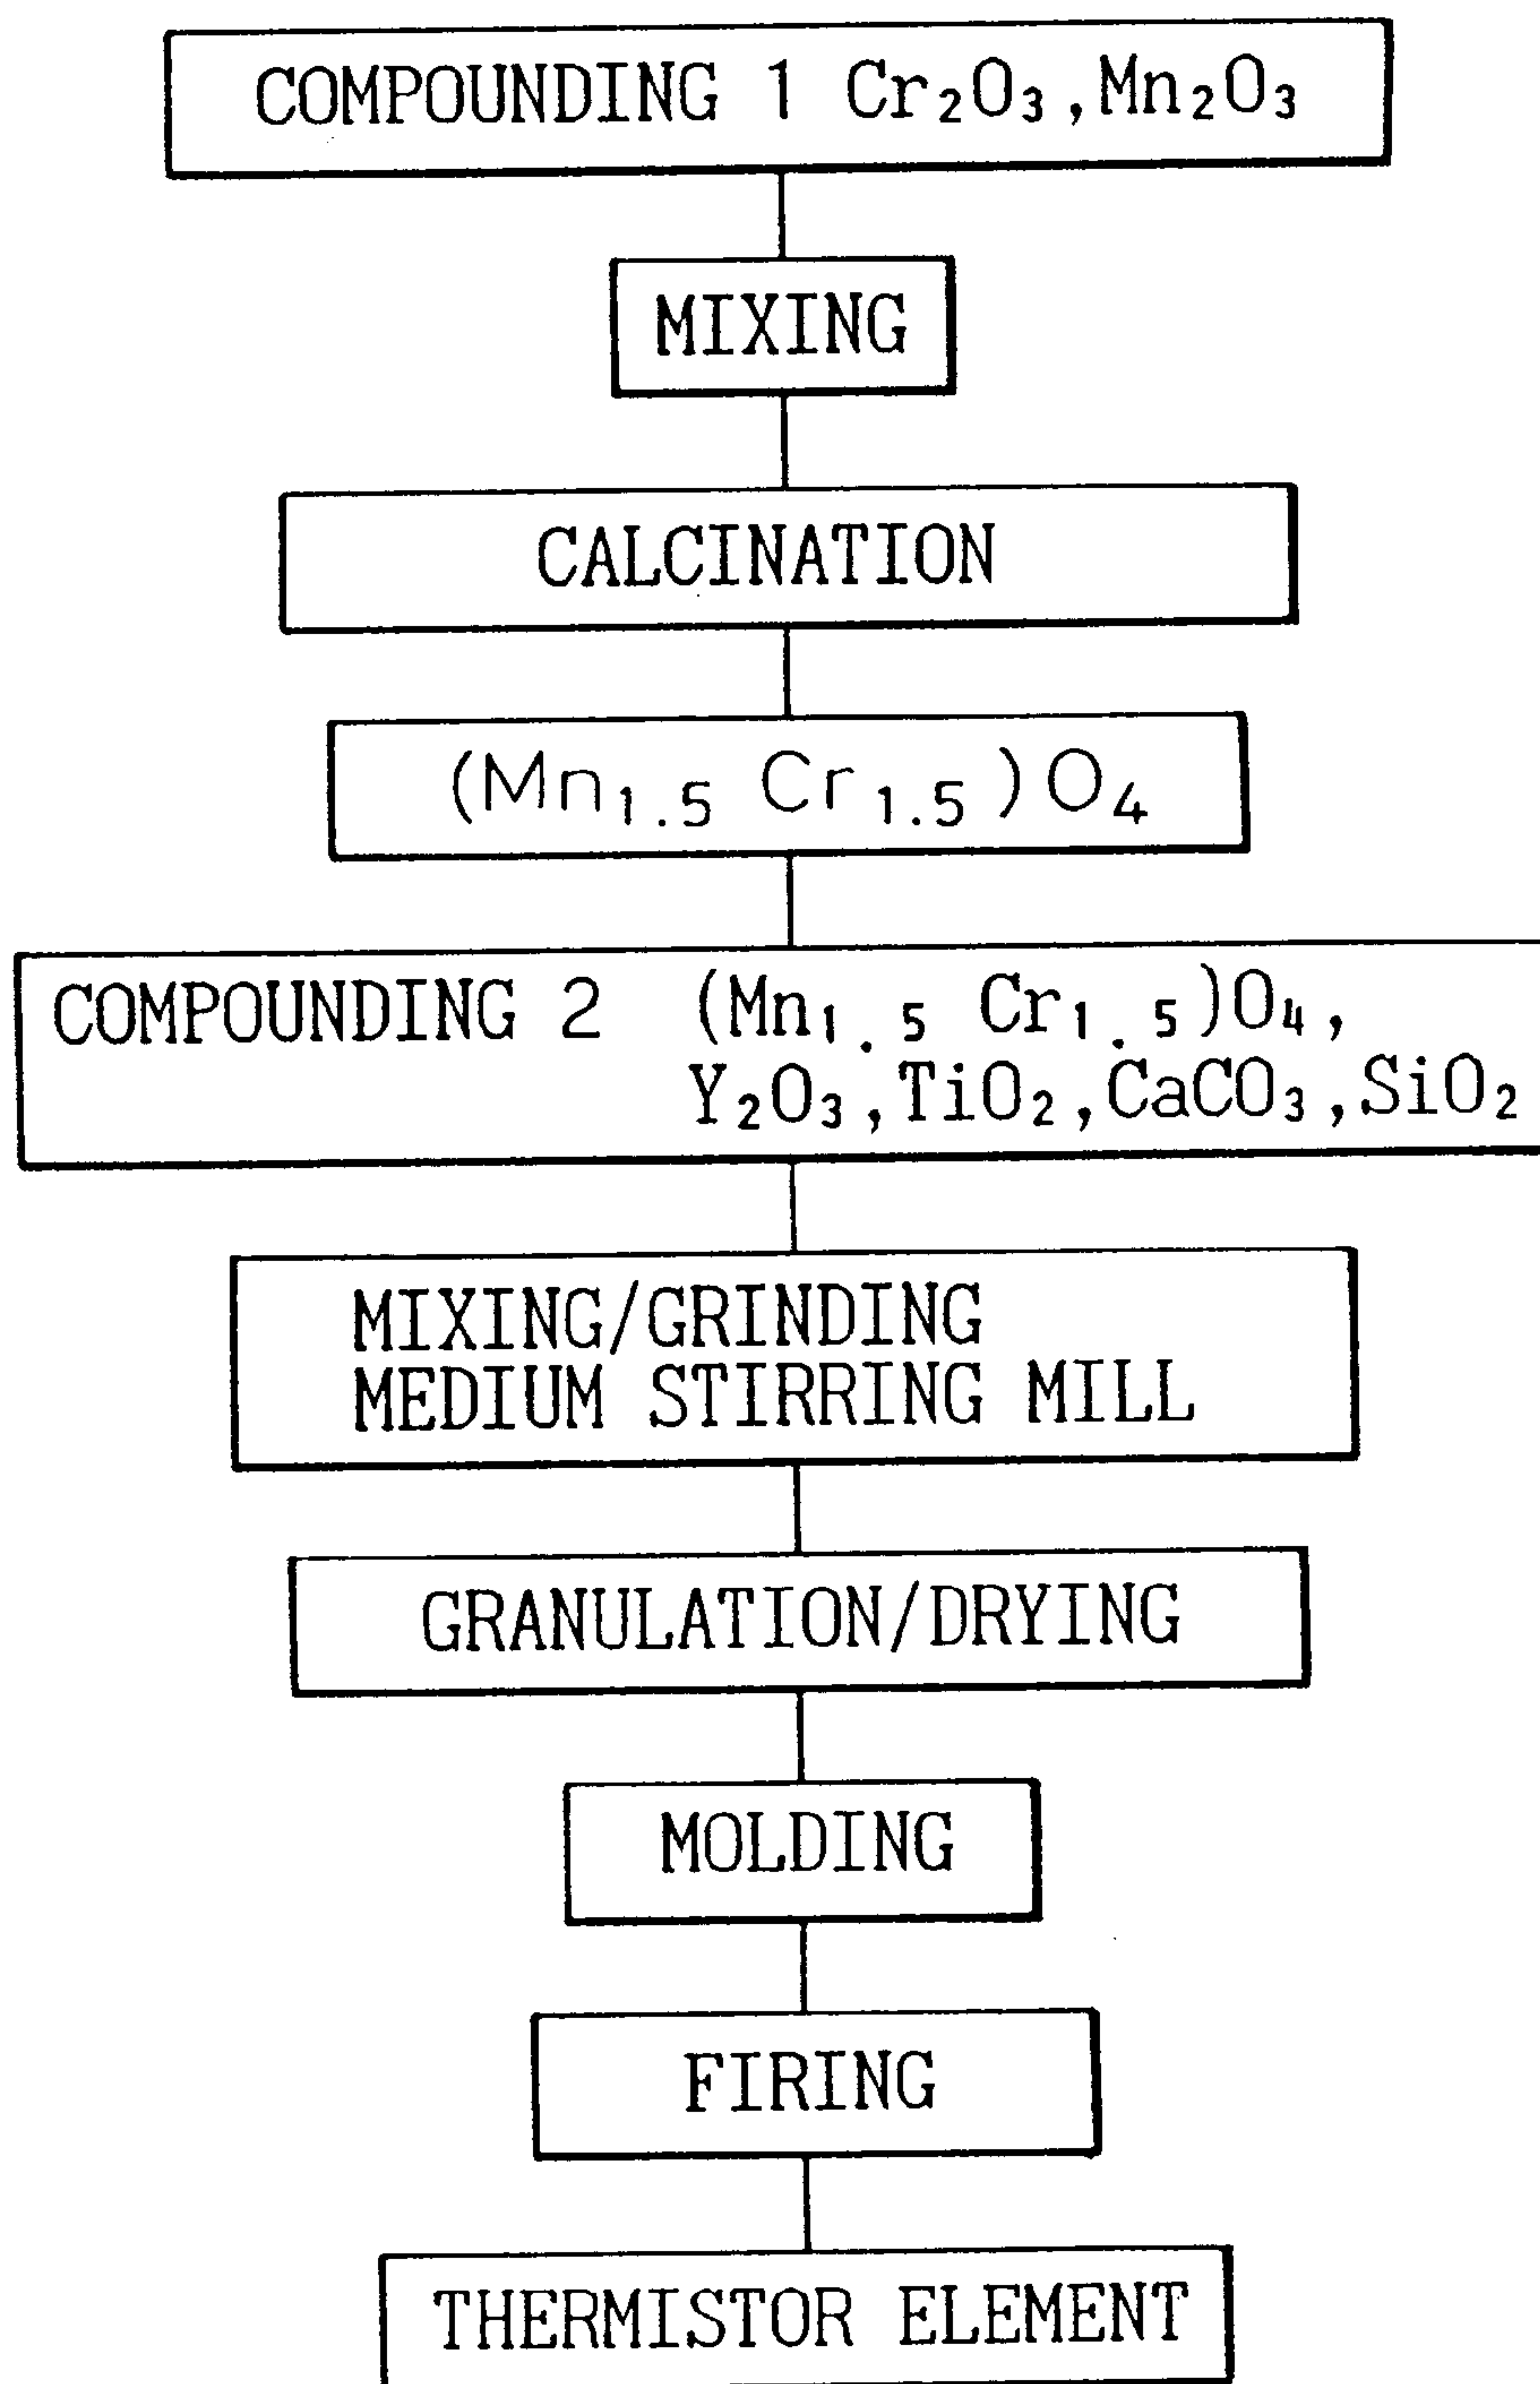 COMPOUNDING 1 Cr₂O₃,Mn₂O₃
MIXING
CALCINATION
(Mn₁.₅ Cr₁.₅)O₄
COMPOUNDING 2 (Mn₁.₅ Cr₁.₅)O₄,
Y₂O₃,TiO₂,CaCO₃,SiO₂
MIXING/GRINDING
MEDIUM STIRRING MILL
GRANULATION/DRYING
MOLDING
FIRING
THERMISTOR ELEMENT